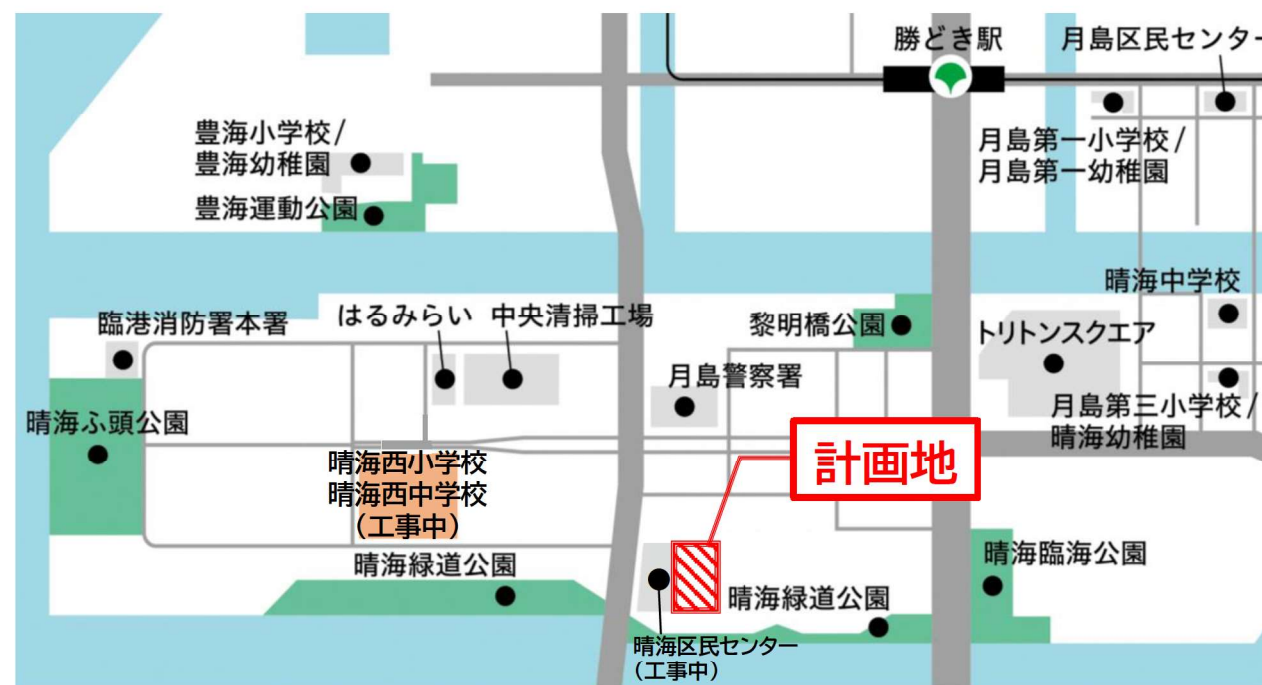 勝どき駅
月島区民センター
豊海小学校/
豊海幼稚園
月島第一小学校/
月島第一幼稚園
豊海運動公園
晴海中学校
臨港消防署本署
はるみらい
中央清掃工場
黎明橋公園
トリトンスクエア
月島警察署
月島第三小学校/
晴海幼稚園
晴海ふ頭公園
計画地
晴海西小学校
晴海西中学校
(工事中)
晴海緑道公園
晴海臨海公園
晴海緑道公園
晴海区民センター
(工事中)